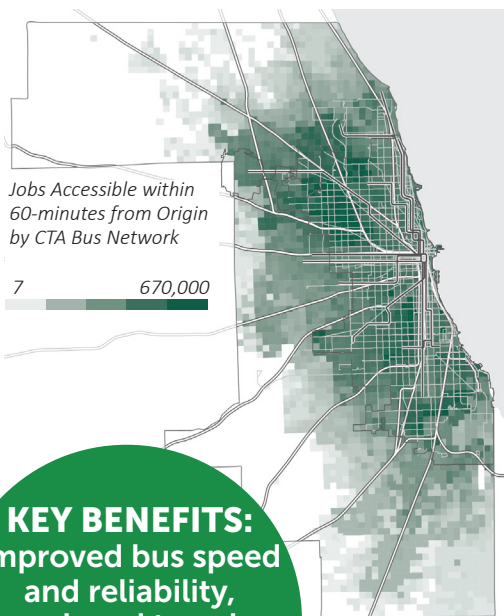 Jobs Accessible within
60-minutes from Origin
by CTA Bus Network
7 670,000
KEY BENEFITS:
mproved bus speed
and reliability,